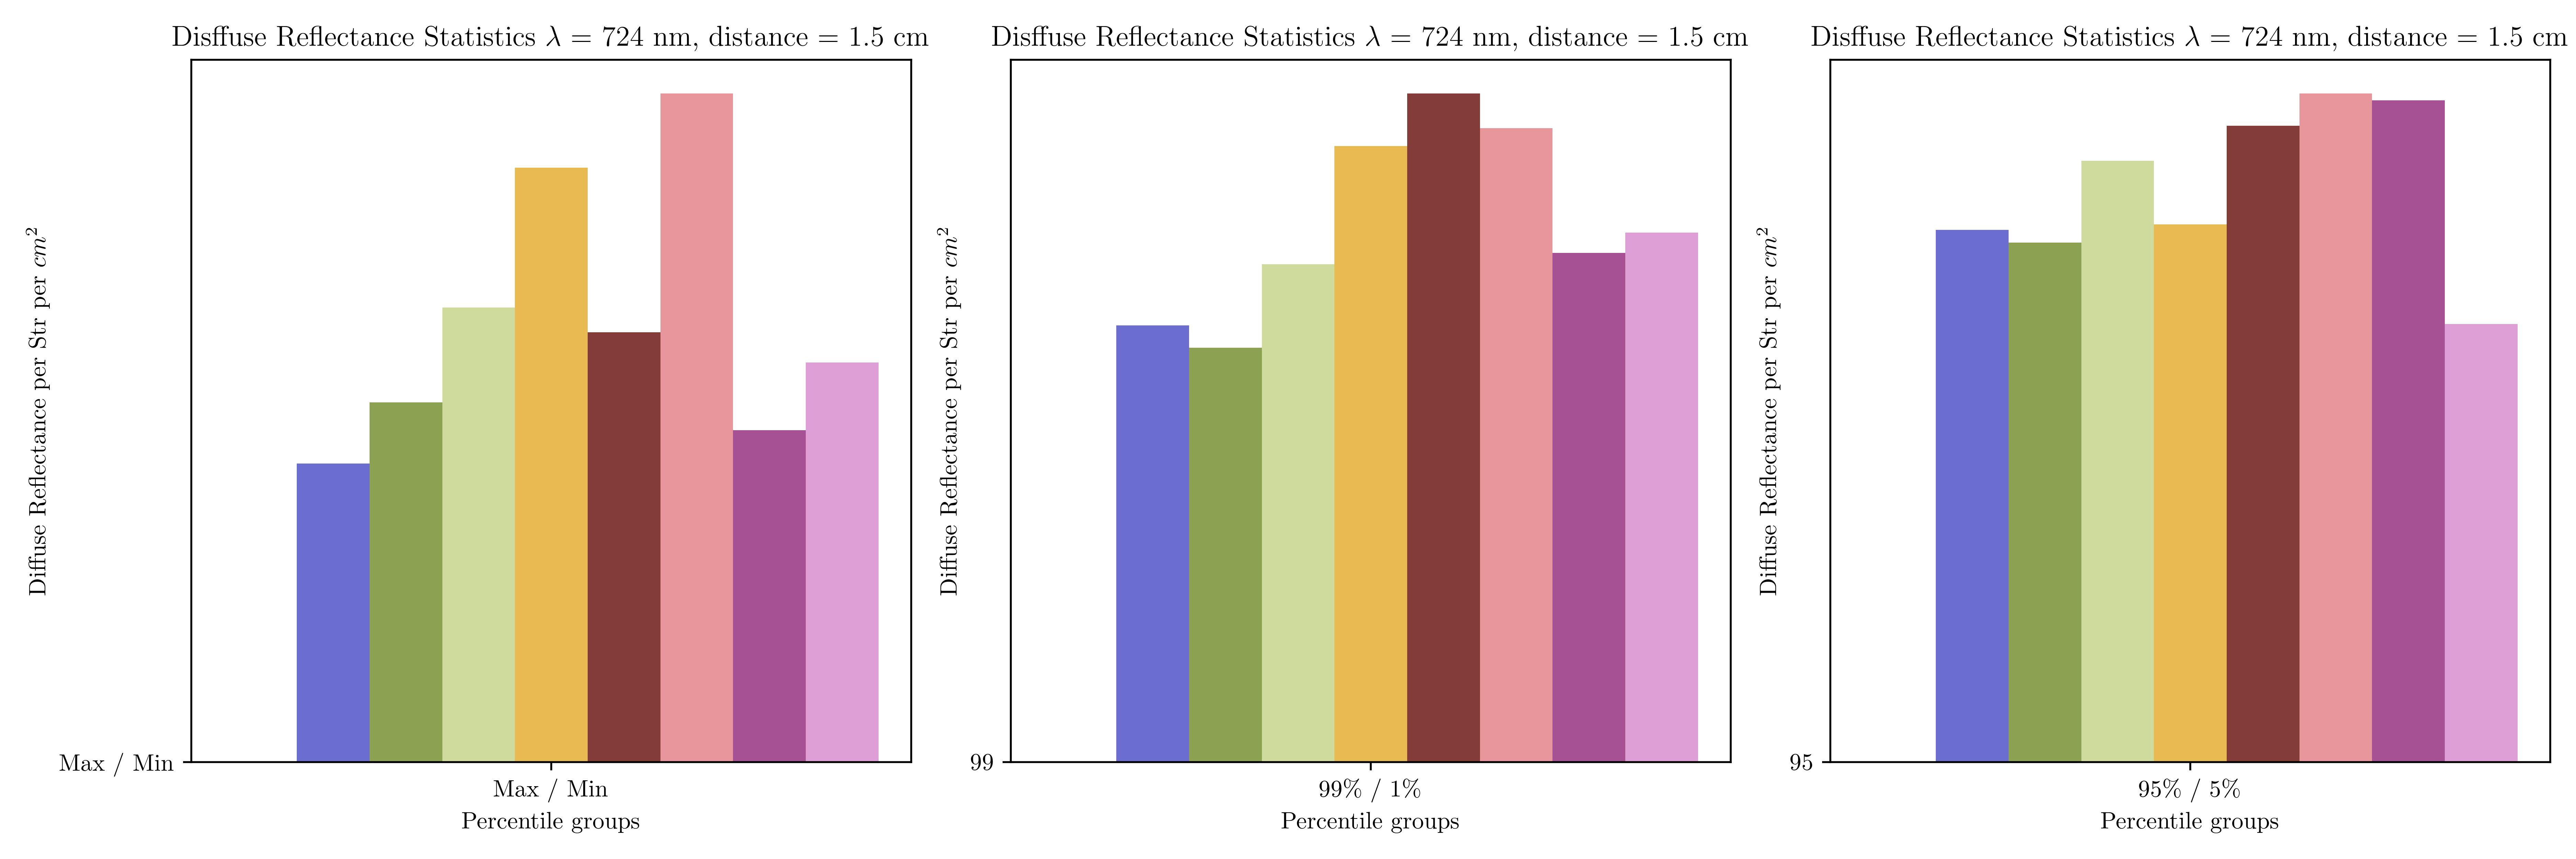 Disffuse Reflectance Statistics λ = 724 nm, distance = 1.5 cm
Diffuse Reflectance per Str per cm²
Max / Min
Max / Min
Percentile groups
Disffuse Reflectance Statistics λ = 724 nm, distance = 1.5 cm
Diffuse Reflectance per Str per cm²
99
99% / 1%
Percentile groups
Disffuse Reflectance Statistics λ = 724 nm, distance = 1.5 cm
Diffuse Reflectance per Str per cm²
95
95% / 5%
Percentile groups